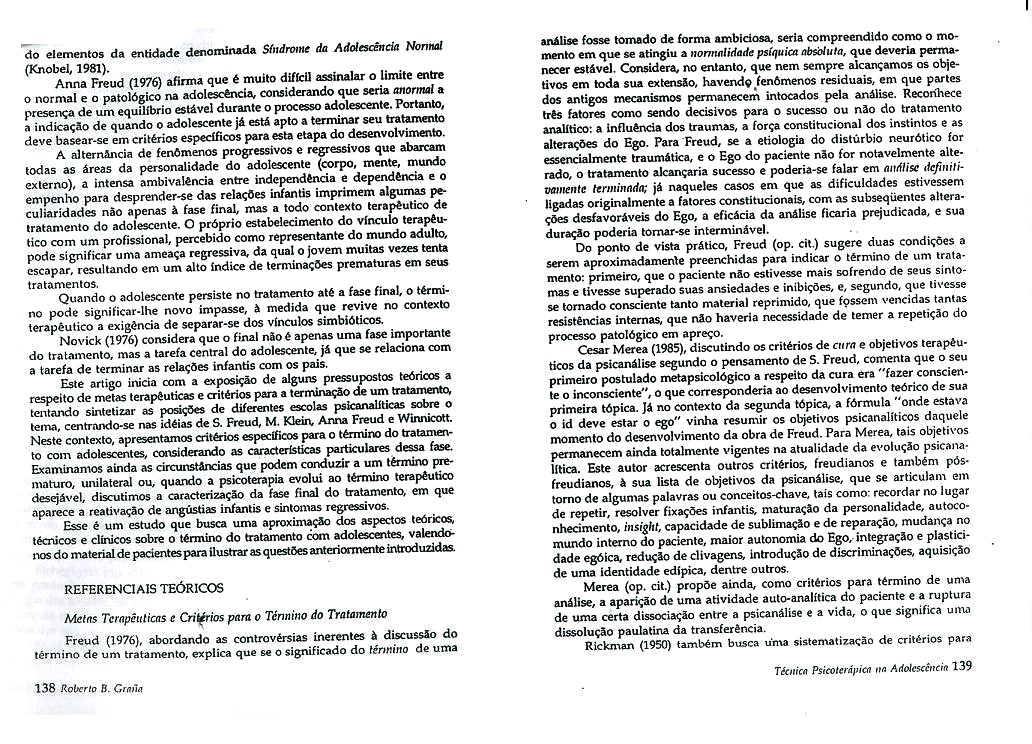 do elementos da entidade denominada Síndrome da Adolescência Normal
(Knobel, 1981).
Anna Freud (1976) afirma que é muito difícil assinalar o limite entre
o normal e o patológico na adolescência, considerando que seria anormal a
presença de um equilíbrio estável durante o processo adolescente. Portanto,
a indicação de quando o adolescente já está apto a terminar seu tratamento
deve basear-se em critérios específicos para esta etapa do desenvolvimento.
A alternância de fenômenos progressivos e regressivos que abarcam
todas as áreas da personalidade do adolescente (corpo, mente, mundo
externo), a intensa ambivalência entre independência e dependência e o
empenho para desprender-se das relações infantis imprimem algumas pe-
culiaridades não apenas à fase final, mas a todo contexto terapêutico de
tratamento do adolescente. O próprio estabelecimento do vínculo terapêu-
tico com um profissional, percebido como representante do mundo adulto,
pode significar uma ameaça regressiva, da qual o jovem muitas vezes tenta
escapar, resultando em um alto índice de terminações prematuras em seus
tratamentos.
Quando o adolescente persiste no tratamento até a fase final, o térmi-
no pode significar-lhe novo impasse, à medida que revive no contexto
terapêutico a exigência de separar-se dos vínculos simbióticos.
Novick (1976) considera que o final não é apenas uma fase importante
do tratamento, mas a tarefa central do adolescente, já que se relaciona com
a tarefa de terminar as relações infantis com os pais.
Este artigo inicia com a exposição de alguns pressupostos teóricos a
respeito de metas terapêuticas e critérios para a terminação de um tratamento,
tentando sintetizar as posições de diferentes escolas psicanalíticas sobre o
tema, centrando-se nas idéias de S. Freud, M. Klein, Anna Freud e Winnicott.
Neste contexto, apresentamos critérios específicos para o término do tratamen-
to com adolescentes, considerando as características particulares dessa fase.
Examinamos ainda as circunstâncias que podem conduzir a um término pre-
maturo, unilateral ou, quando a psicoterapia evolui ao término terapêutico
desejável, discutimos a caracterização da fase final do tratamento, em que
aparece a reativação de angústias infantis e sintomas regressivos.
Esse é um estudo que busca uma aproximação dos aspectos teóricos,
técnicos e clínicos sobre o término do tratamento com adolescentes, valendo-
nos do material de pacientes para ilustrar as questões anteriormente introduzidas.
REFERENCIAIS TEÓRICOS
Metas Terapêuticas e Critérios para o Término do Tratamento
Freud (1976), abordando as controvérsias inerentes à discussão do
término de um tratamento, explica que se o significado do término de uma
138 Roberto B. Graña
análise fosse tomado de forma ambiciosa, seria compreendido como o mo-
mento em que se atingiu a normalidade psíquica absoluta, que deveria perma-
necer estável. Considera, no entanto, que nem sempre alcançamos os obje-
tivos em toda sua extensão, havendo fenômenos residuais, em que partes
dos antigos mecanismos permanecem intocados pela análise. Reconhece
três fatores como sendo decisivos para o sucesso ou não do tratamento
analítico: a influência dos traumas, a força constitucional dos instintos e as
alterações do Ego. Para Freud, se a etiologia do distúrbio neurótico for
essencialmente traumática, e o Ego do paciente não for notavelmente alte-
rado, o tratamento alcançaria sucesso e poderia-se falar em análise definiti-
vamente terminada; já naqueles casos em que as dificuldades estivessem
ligadas originalmente a fatores constitucionais, com as subseqüentes altera-
ções desfavoráveis do Ego, a eficácia da análise ficaria prejudicada, e sua
duração poderia tornar-se interminável.
Do ponto de vista prático, Freud (op. cit.) sugere duas condições a
serem aproximadamente preenchidas para indicar o término de um trata-
mento: primeiro, que o paciente não estivesse mais sofrendo de seus sinto-
mas e tivesse superado suas ansiedades e inibições, e, segundo, que tivesse
se tornado consciente tanto material reprimido, que fossem vencidas tantas
resistências internas, que não haveria necessidade de temer a repetição do
processo patológico em apreço.
Cesar Merea (1985), discutindo os critérios de cura e objetivos terapêu-
ticos da psicanálise segundo o pensamento de S. Freud, comenta que o seu
primeiro postulado metapsicológico a respeito da cura era "fazer conscien-
te o inconsciente", o que corresponderia ao desenvolvimento teórico de sua
primeira tópica. Já no contexto da segunda tópica, a fórmula "onde estava
o id deve estar o ego" vinha resumir os objetivos psicanalíticos daquele
momento do desenvolvimento da obra de Freud. Para Merea, tais objetivos
permanecem ainda totalmente vigentes na atualidade da evolução psicana-
lítica. Este autor acrescenta outros critérios, freudianos e também pós-
freudianos, à sua lista de objetivos da psicanálise, que se articulam em
torno de algumas palavras ou conceitos-chave, tais como: recordar no lugar
de repetir, resolver fixações infantis, maturação da personalidade, autoco-
nhecimento, insight, capacidade de sublimação e de reparação, mudança no
mundo interno do paciente, maior autonomia do Ego, integração e plastici-
dade egóica, redução de clivagens, introdução de discriminações, aquisição
de uma identidade edípica, dentre outros.
Merea (op. cit.) propõe ainda, como critérios para término de uma
análise, a aparição de uma atividade auto-analítica do paciente e a ruptura
de uma certa dissociação entre a psicanálise e a vida, o que significa uma
dissolução paulatina da transferência.
Rickman (1950) também busca uma sistematização de critérios para
Técnica Psicoterápica na Adolescência 139